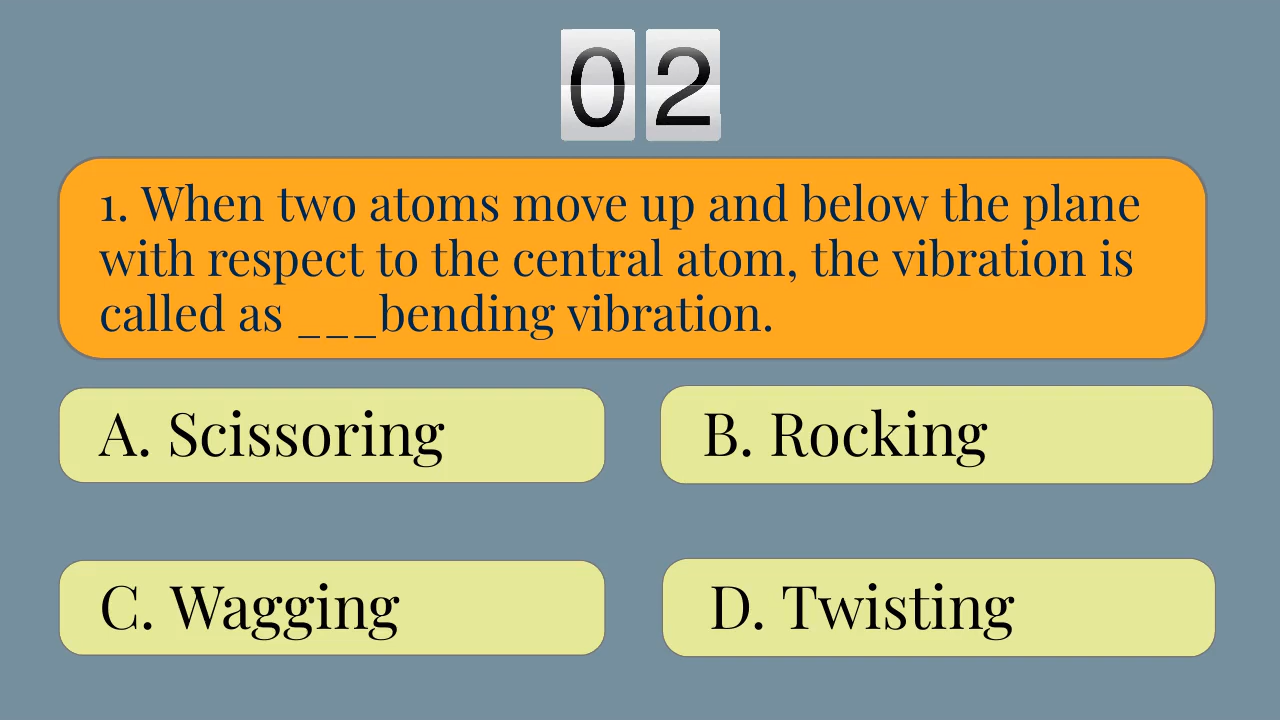 02
1. When two atoms move up and below the plane
with respect to the central atom, the vibration is
called as ___bending vibration.
A. Scissoring
B. Rocking
C. Wagging
D. Twisting